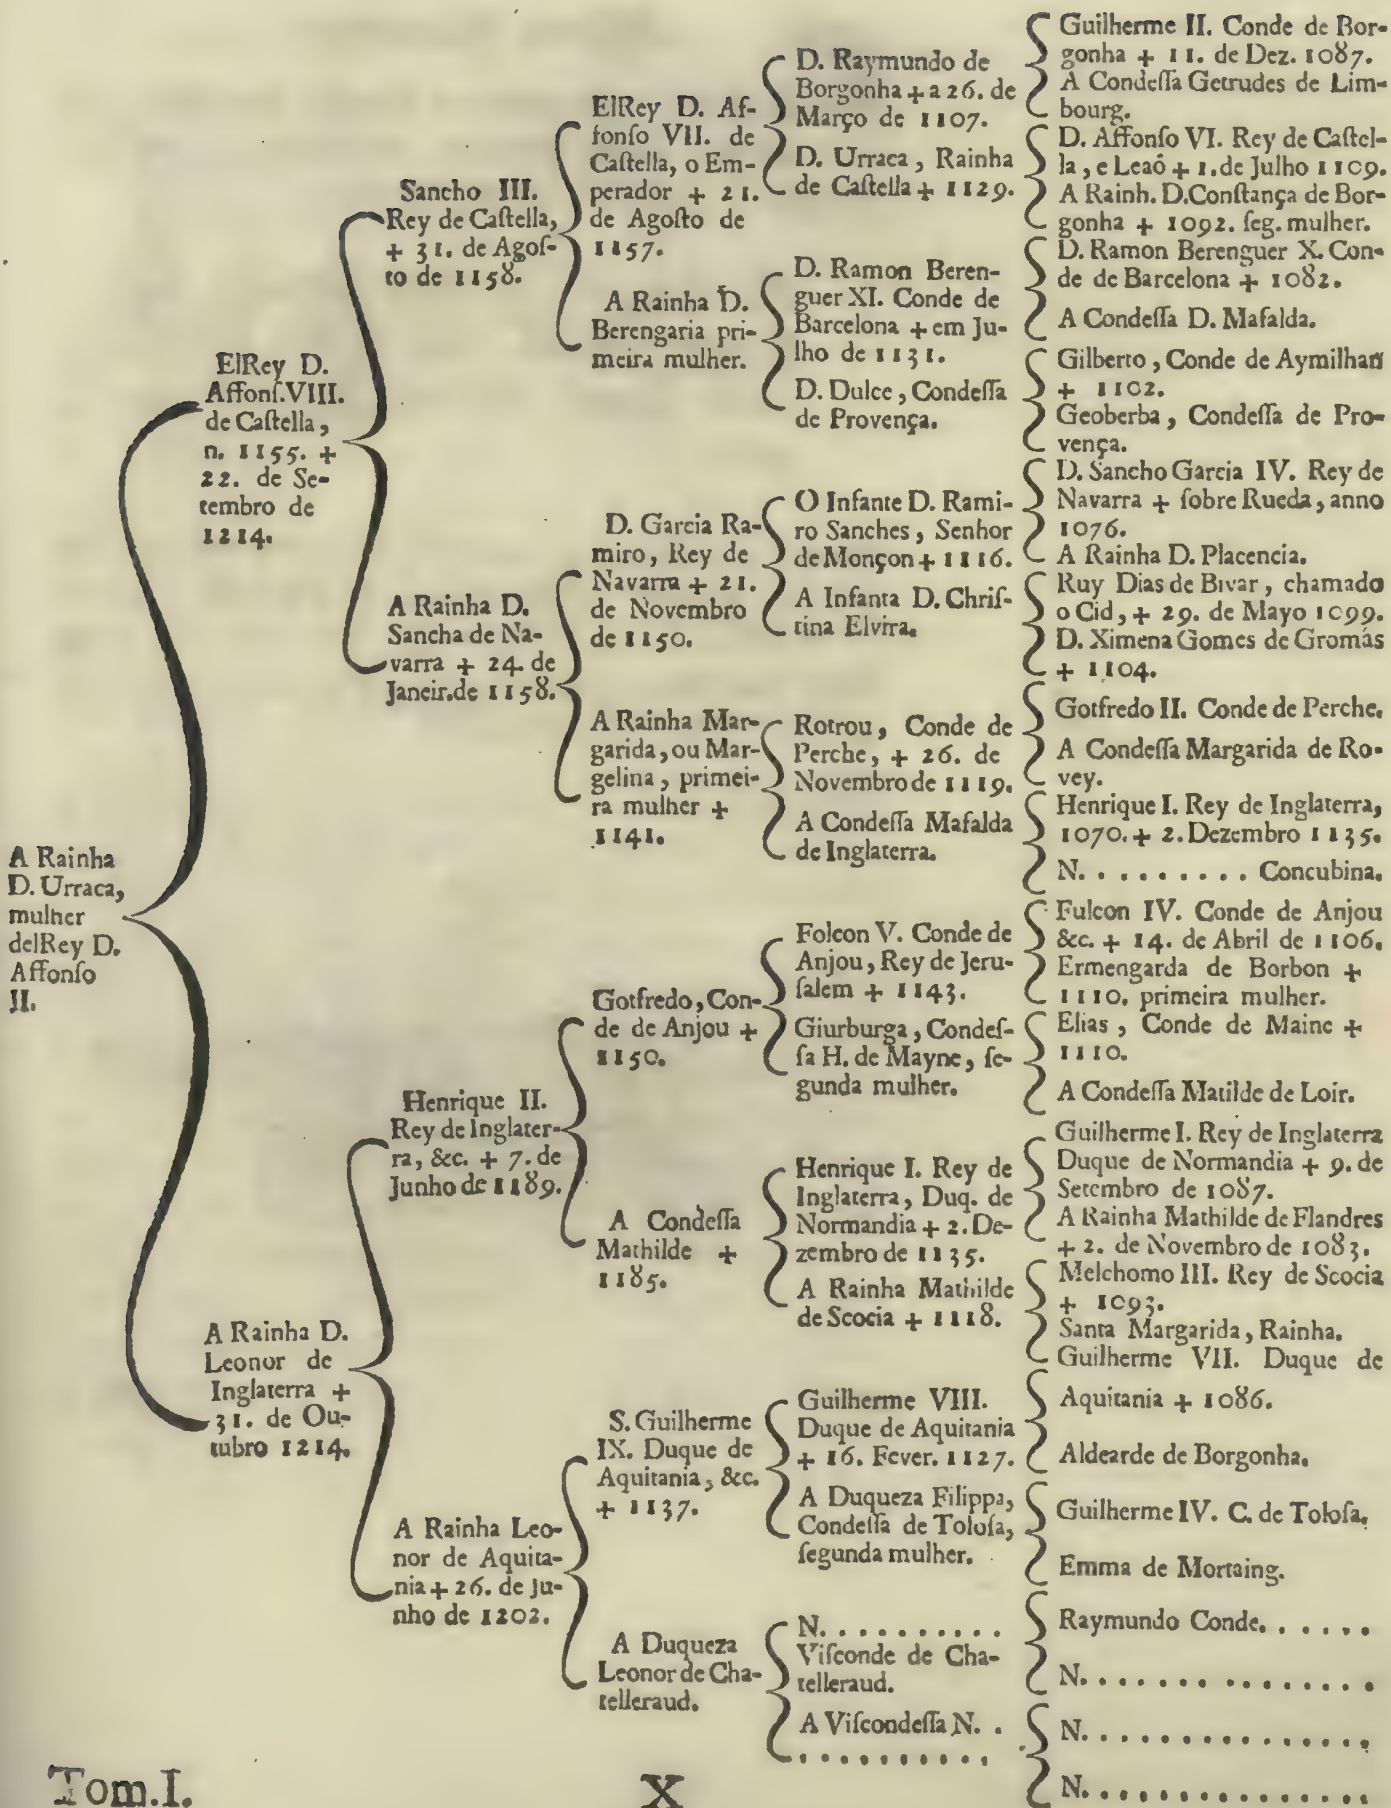 A Rainha
D. Urraca,
mulher
delRey D.
Affonſo
II.
ElRey D.
Affonſ. VIII.
de Caſtella,
n. 1155. +
22. de Se-
tembro de
1214.
A Rainha D.
Leonor de
Inglaterra +
31. de Ou-
tubro 1214.
Sancho III.
Rey de Caſtella,
+ 31. de Agoſ-
to de 1158.
A Rainha D.
Sancha de Na-
varra + 24. de
Janeir. de 1158.
Henrique II.
Rey de Inglater-
ra, &c. + 7. de
Junho de 1189.
A Rainha Leo-
nor de Aquita-
nia + 26. de Ju-
nho de 1202.
ElRey D. Af-
fonſo VII. de
Caſtella, o Em-
perador + 21.
de Agoſto de
1157.
A Rainha D.
Berengaria pri-
meira mulher.
D. Garcia Ra-
miro, Rey de
Navarra + 21.
de Novembro
de 1150.
A Rainha Mar-
garida, ou Mar-
gelina, primei-
ra mulher +
1141.
Gotfredo, Con-
de de Anjou +
1150.
A Condeſſa
Mathilde +
1185.
S. Guilherme
IX. Duque de
Aquitania, &c.
+ 1137.
A Duqueza
Leonor de Cha-
telleraud.
D. Raymundo de
Borgonha + a 26. de
Março de 1107.
D. Urraca, Rainha
de Caſtella + 1129.
D. Ramon Beren-
guer XI. Conde de
Barcelona + em Ju-
lho de 1131.
D. Dulce, Condeſſa
de Provença.
O Infante D. Rami-
ro Sanches, Senhor
de Monçon + 1116.
A Infanta D. Chriſ-
tina Elvira.
Rotrou, Conde de
Perche, + 26. de
Novembro de 1119.
A Condeſſa Mafalda
de Inglaterra.
Folcon V. Conde de
Anjou, Rey de Jeru-
ſalem + 1143.
Giurburga, Condeſ-
ſa H. de Mayne, ſe-
gunda mulher.
Henrique I. Rey de
Inglaterra, Duq. de
Normandia + 2. De-
zembro de 1135.
A Rainha Mathilde
de Scocia + 1118.
Guilherme VIII.
Duque de Aquitania
+ 16. Fever. 1127.
A Duqueza Filippa,
Condeſſa de Toloſa,
ſegunda mulher.
N. . . . . . . . . . .
Viſconde de Cha-
telleraud.
A Viſcondeſſa N. .
. . . . . . . . . .
Guilherme II. Conde de Bor-
gonha + 11. de Dez. 1087.
A Condeſſa Getrudes de Lim-
bourg.
D. Affonſo VI. Rey de Caſtel-
la, e Leaõ + 1. de Julho 1109.
A Rainh. D. Conſtança de Bor-
gonha + 1092. ſeg. mulher.
D. Ramon Berenguer X. Con-
de de Barcelona + 1082.
A Condeſſa D. Mafalda.
Gilberto, Conde de Aymilhan
+ 1102.
Geoberba, Condeſſa de Pro-
vença.
D. Sancho Garcia IV. Rey de
Navarra + ſobre Rueda, anno
1076.
A Rainha D. Placencia.
Ruy Dias de Bivar, chamado
o Cid, + 29. de Mayo 1099.
D. Ximena Gomes de Gromás
+ 1104.
Gotfredo II. Conde de Perche.
A Condeſſa Margarida de Ro-
vey.
Henrique I. Rey de Inglaterra,
1070. + 2. Dezembro 1135.
N. . . . . . . . . . Concubina.
Fulcon IV. Conde de Anjou
&c. + 14. de Abril de 1106.
Ermengarda de Borbon +
1110. primeira mulher.
Elias, Conde de Maine +
1110.
A Condeſſa Matilde de Loir.
Guilherme I. Rey de Inglaterra
Duque de Normandia + 9. de
Setembro de 1087.
A Rainha Mathilde de Flandres
+ 2. de Novembro de 1083.
Melchomo III. Rey de Scocia
+ 1093.
Santa Margarida, Rainha.
Guilherme VII. Duque de
Aquitania + 1086.
Aldearde de Borgonha.
Guilherme IV. C. de Toloſa.
Emma de Mortaing.
Raymundo Conde. . . . . .
N. . . . . . . . . . . . . . .
N. . . . . . . . . . . . . . .
N. . . . . . . . . . . . . . .
Tom. I.
X